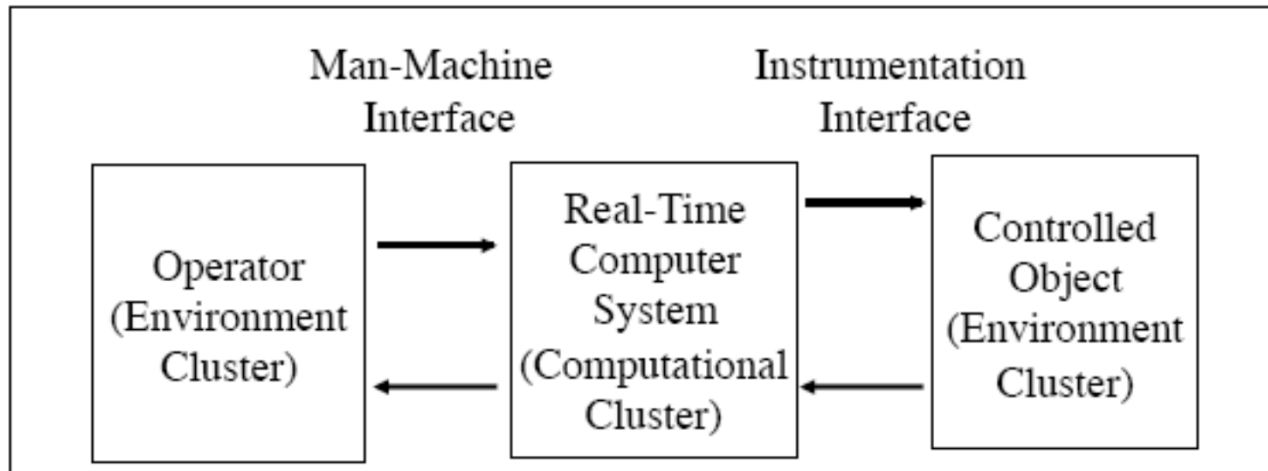 Man-Machine
Interface
Instrumentation
Interface
Operator
(Environment
Cluster)
Real-Time
Computer
System
(Computational
Cluster)
Controlled
Object
(Environment
Cluster)